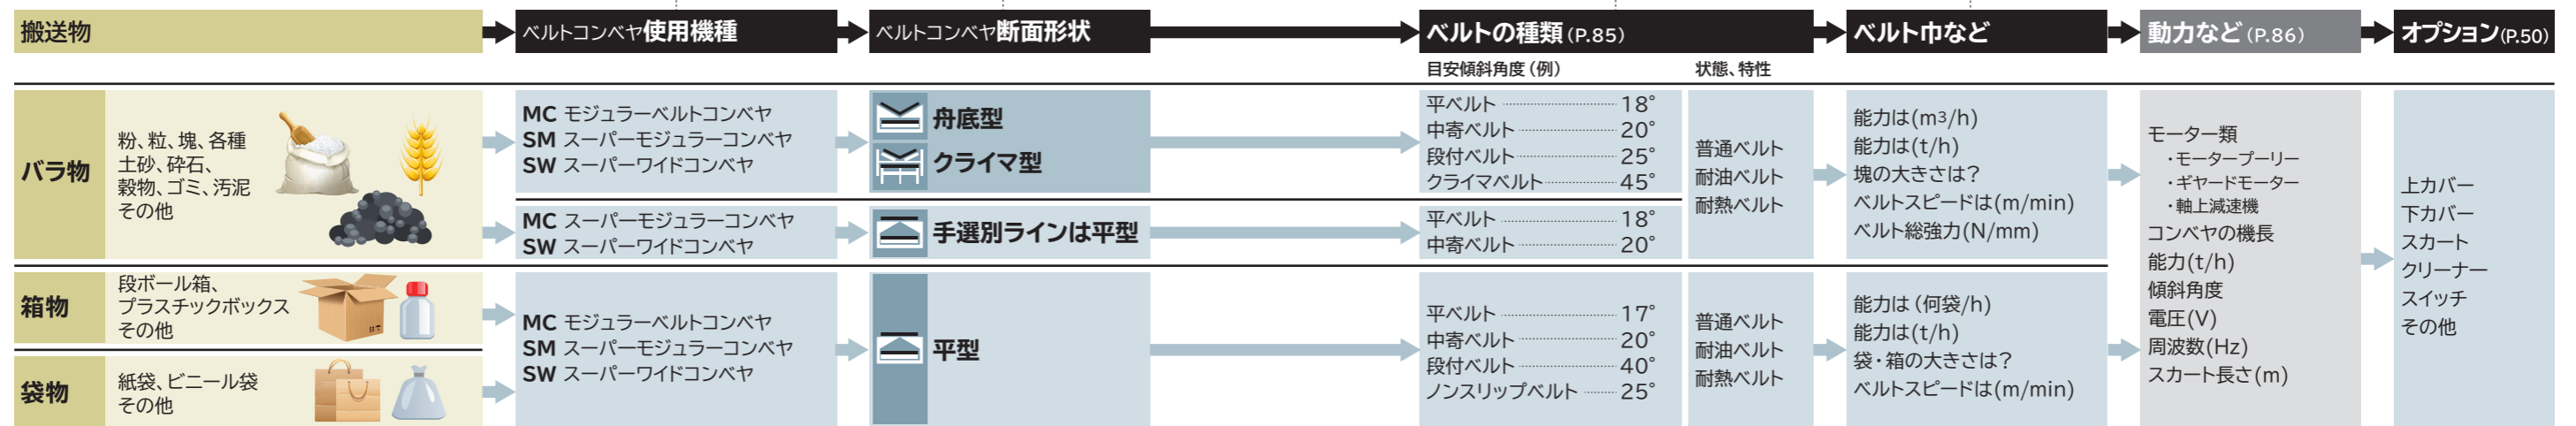 搬送物
ベルトコンベヤ使用機種
ベルトコンベヤ断面形状
ベルトの種類(P.85)
ベルト巾など
動力など(P.86)
オプション(P.50)
目安傾斜角度(例)
状態、特性
バラ物
粉、粒、塊、各種
土砂、砕石、
穀物、ゴミ、汚泥
その他
MC モジュラーベルトコンベヤ
SM スーパーモジュラーコンベヤ
SW スーパーワイドコンベヤ
舟底型
クライマ型
平ベルト 18°
中寄ベルト 20°
段付ベルト 25°
クライマベルト 45°
MC スーパーモジュラーコンベヤ
SW スーパーワイドコンベヤ
手選別ラインは平型
平ベルト 18°
中寄ベルト 20°
普通ベルト
耐油ベルト
耐熱ベルト
能力は(m3/h)
能力は(t/h)
塊の大きさは?
ベルトスピードは(m/min)
ベルト総強力(N/mm)
箱物
段ボール箱、
プラスチックボックス
その他
袋物
紙袋、ビニール袋
その他
MC モジュラーベルトコンベヤ
SM スーパーモジュラーコンベヤ
SW スーパーワイドコンベヤ
平型
平ベルト 17°
中寄ベルト 20°
段付ベルト 40°
ノンスリップベルト 25°
普通ベルト
耐油ベルト
耐熱ベルト
能力は(何袋/h)
能力は(t/h)
袋・箱の大きさは?
ベルトスピードは(m/min)
モーター類
・モータープーリー
・ギヤードモーター
・軸上減速機
コンベヤの機長
能力(t/h)
傾斜角度
電圧(V)
周波数(Hz)
スカート長さ(m)
上カバー
下カバー
スカート
クリーナー
スイッチ
その他